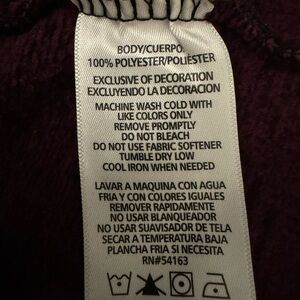 BODY/CUERPO:
100% POLYESTER/POLIESTER
EXCLUSIVE OF DECORATION
EXCLUYENDO LA DECORACION
MACHINE WASH COLD WITH
LIKE COLORS ONLY
REMOVE PROMPTLY
DO NOT BLEACH
DO NOT USE FABRIC SOFTENER
TUMBLE DRY LOW
COOL IRON WHEN NEEDED
LAVAR A MAQUINA CON AGUA
FRIA Y CON COLORES IGUALES
REMOVER RAPIDAMENTE
NO USAR BLANQUEADOR
NO USAR SUAVISADOR DE TELA
SECAR A TEMPERATURA BAJA
PLANCHA FRIA SI NECESITA
RN#54163